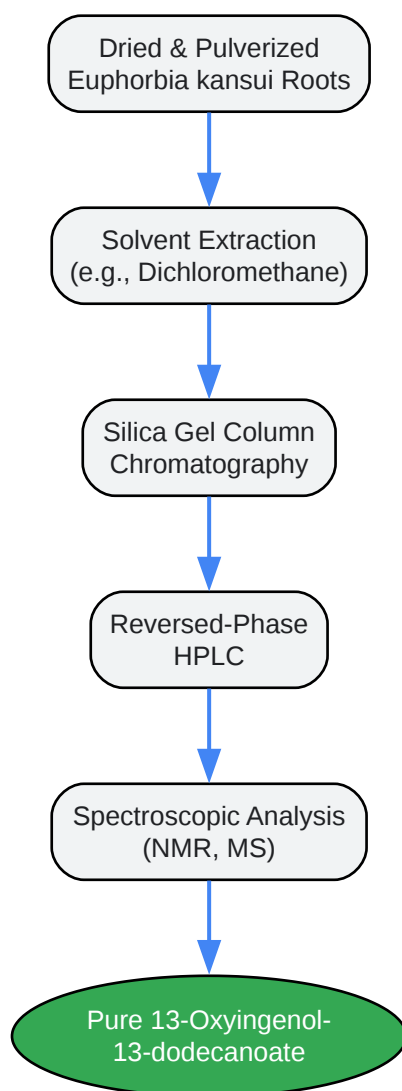 Dried & Pulverized
Euphorbia kansui Roots
Solvent Extraction
(e.g., Dichloromethane)
Silica Gel Column
Chromatography
Reversed-Phase
HPLC
Spectroscopic Analysis
(NMR, MS)
Pure 13-Oxyingenol-
13-dodecanoate